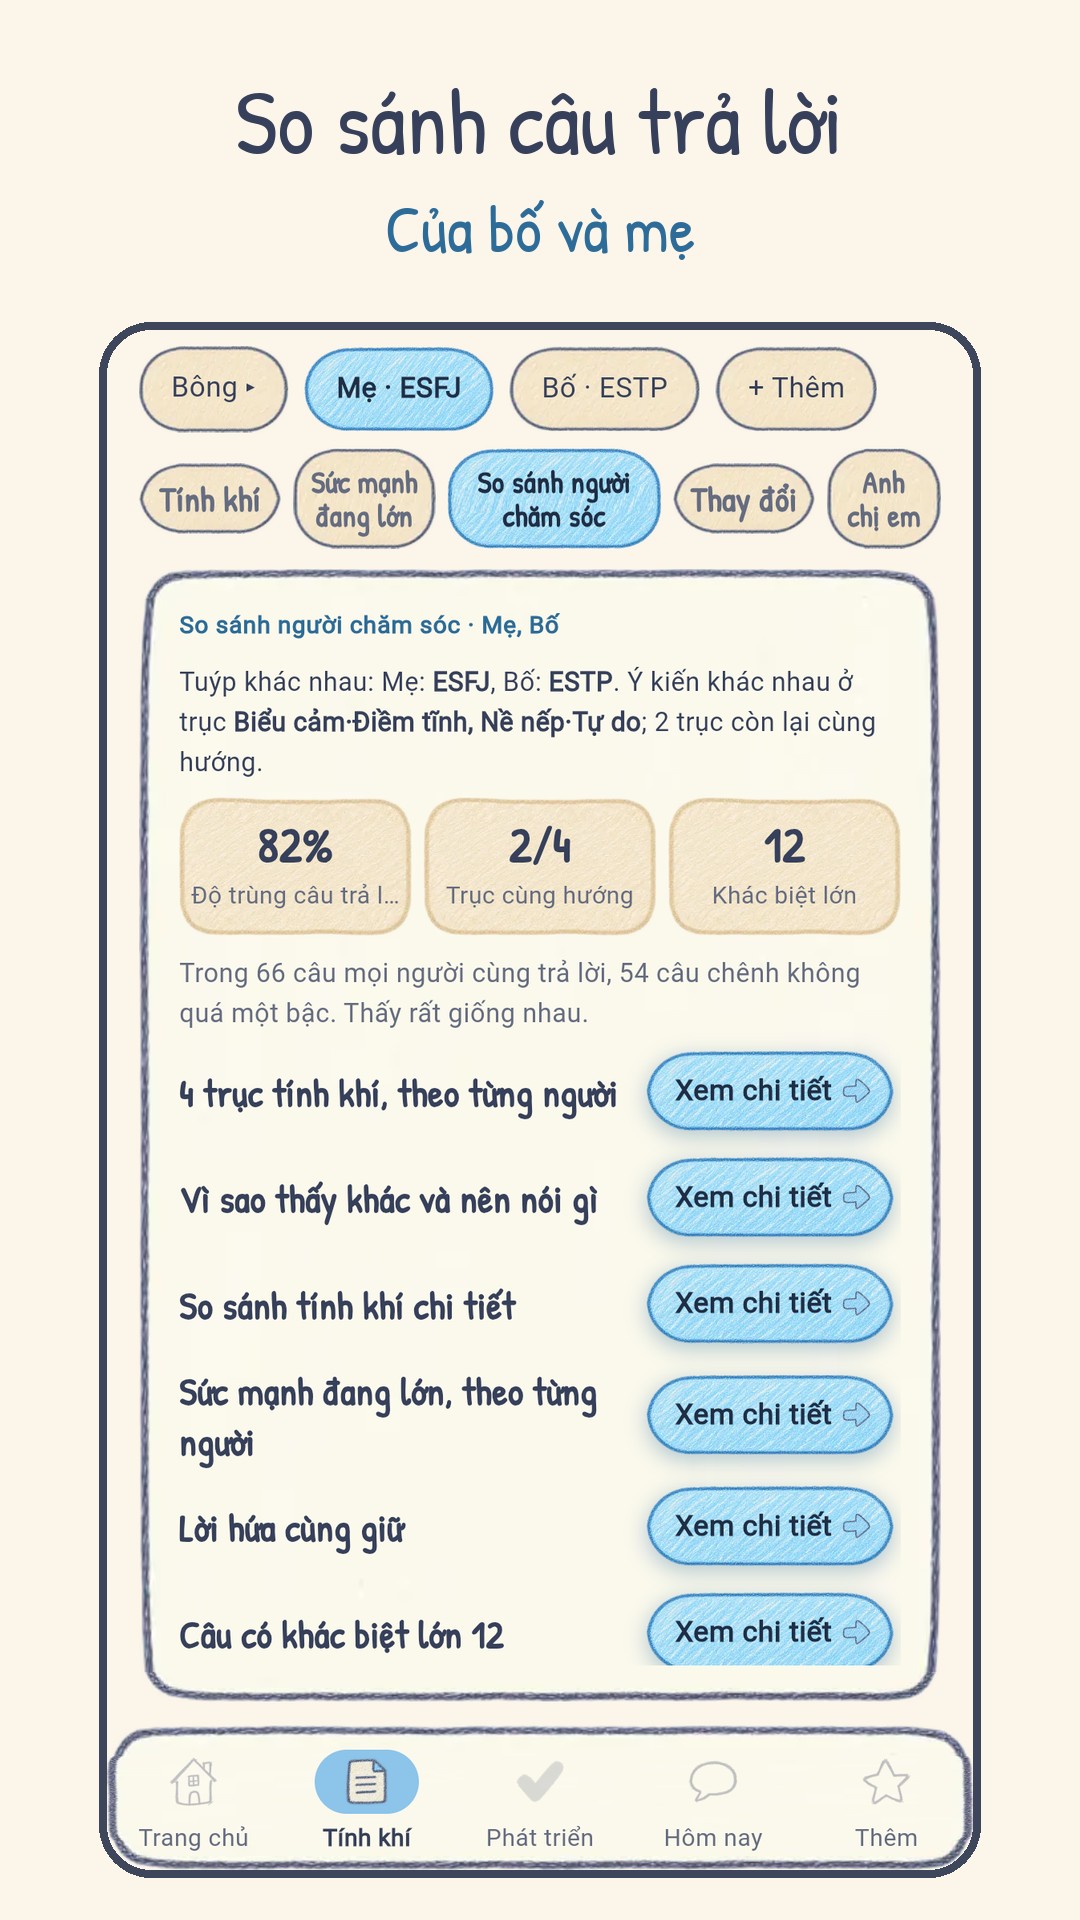 So sánh câu trả lời
Của bố và mẹ
Bông ▸
Mẹ · ESFJ
Bố · ESTP
+ Thêm
Tính khí
Sức mạnh
đang lớn
So sánh người
chăm sóc
Thay đổi
Anh
chị em
So sánh người chăm sóc · Mẹ, Bố
Tuýp khác nhau: Mẹ: ESFJ, Bố: ESTP. Ý kiến khác nhau ở
trục Biểu cảm·Điềm tĩnh, Nề nếp·Tự do; 2 trục còn lại cùng
hướng.
82%
Độ trùng câu trả l...
2/4
Trục cùng hướng
12
Khác biệt lớn
Trong 66 câu mọi người cùng trả lời, 54 câu chênh không
quá một bậc. Thấy rất giống nhau.
4 trục tính khí, theo từng người
Xem chi tiết
Vì sao thấy khác và nên nói gì
Xem chi tiết
So sánh tính khí chi tiết
Xem chi tiết
Sức mạnh đang lớn, theo từng
người
Xem chi tiết
Lời hứa cùng giữ
Xem chi tiết
Câu có khác biệt lớn 12
Xem chi tiết
Trang chủ
Tính khí
Phát triển
Hôm nay
Thêm